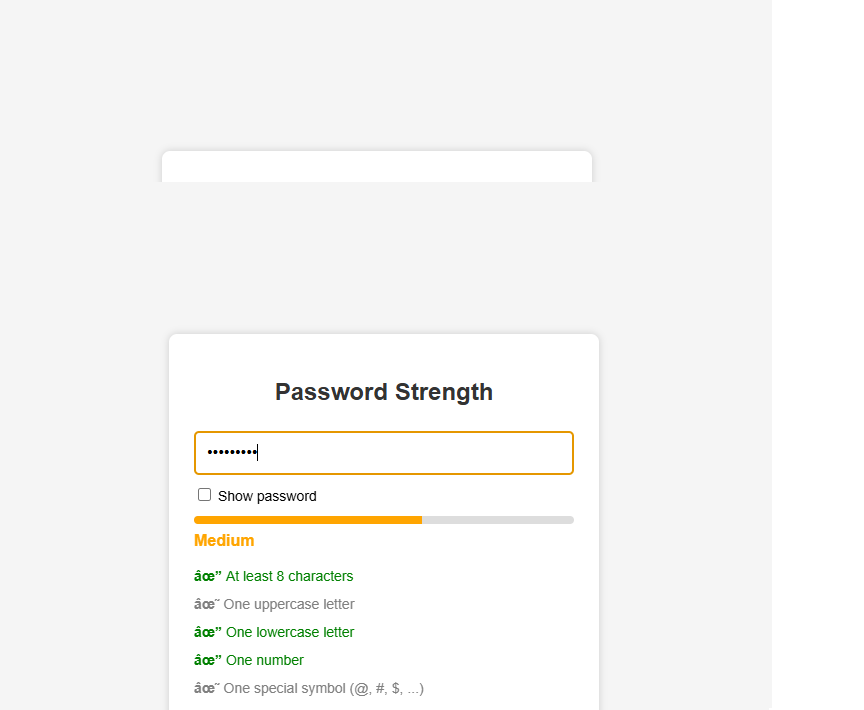 Password Strength
•••••••••
Show password
Medium
âœ” At least 8 characters
âœ˜ One uppercase letter
âœ” One lowercase letter
âœ” One number
âœ˜ One special symbol (@, #, $, ...)